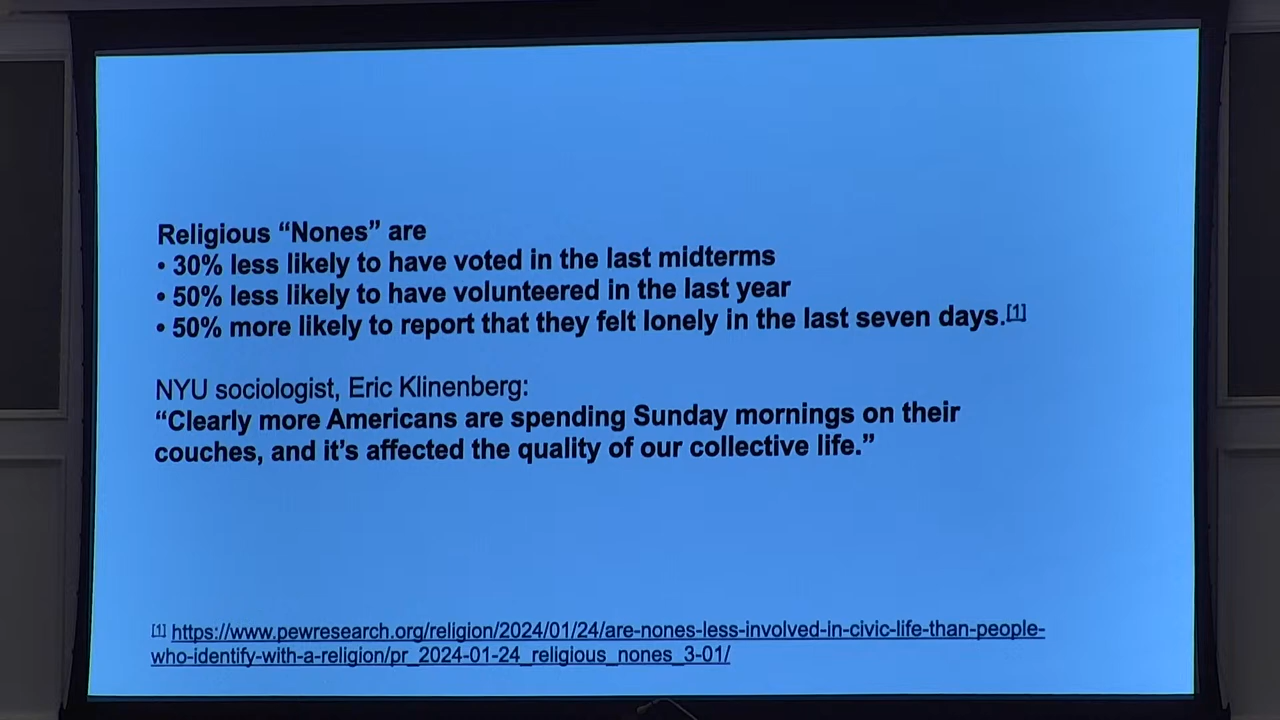 Religious “Nones” are
• 30% less likely to have voted in the last midterms
• 50% less likely to have volunteered in the last year
• 50% more likely to report that they felt lonely in the last seven days.[1]
NYU sociologist, Eric Klinenberg:
“Clearly more Americans are spending Sunday mornings on their
couches, and it’s affected the quality of our collective life.”
[1] https://www.pewresearch.org/religion/2024/01/24/are-nones-less-involved-in-civic-life-than-people-
who-identify-with-a-religion/pr_2024-01-24_religious_nones_3-01/